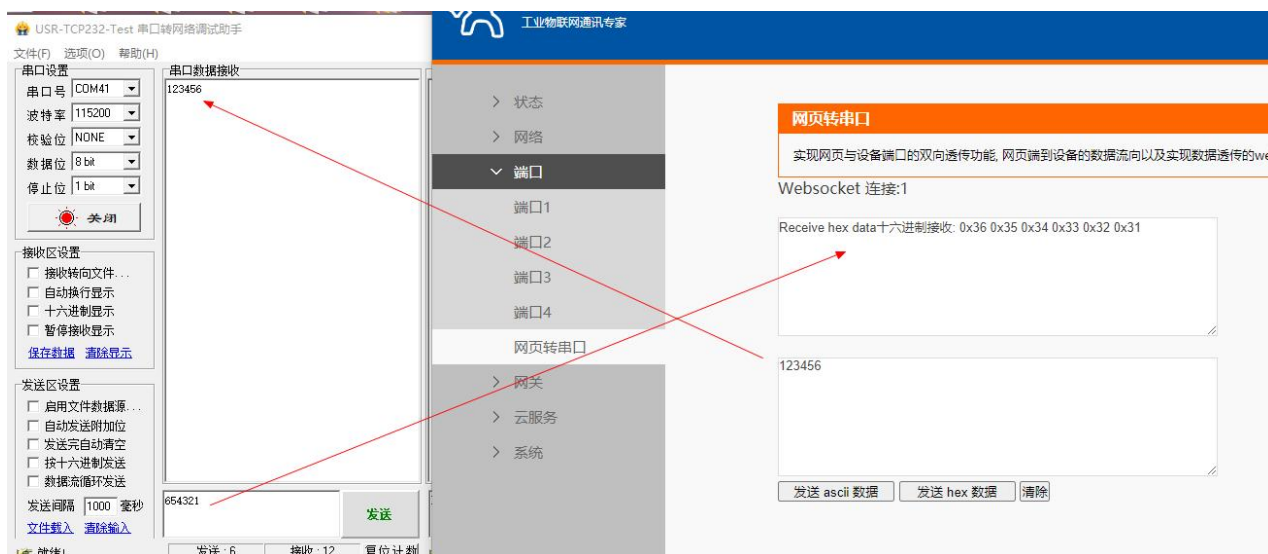 USR-TCP232-Test 串口转网络调试助手
文件(F) 选项(O) 帮助(H)
串口设置
串口号 COM41
波特率 115200
校验位 NONE
数据位 8 bit
停止位 1 bit
关闭
接收区设置
接收转向文件...
自动换行显示
十六进制显示
暂停接收显示
保存数据 清除显示
发送区设置
启用文件数据源...
自动发送附加位
发送完自动清空
按十六进制发送
数据流循环发送
发送间隔 1000 毫秒
文件载入 清除输入
就绪!
串口数据接收
123456
654321
发送
发送 : 6 接收 : 12 复位计数
工业物联网通讯专家
状态
网络
端口
端口1
端口2
端口3
端口4
网页转串口
网关
云服务
系统
网页转串口
实现网页与设备端口的双向透传功能, 网页端到设备的数据流向以及实现数据透传的we
Websocket 连接:1
Receive hex data十六进制接收: 0x36 0x35 0x34 0x33 0x32 0x31
123456
发送 ascii 数据 发送 hex 数据 清除